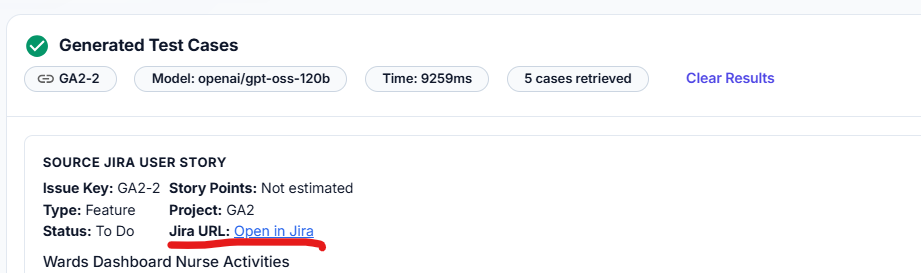 Generated Test Cases
GA2-2 Model: openai/gpt-oss-120b Time: 9259ms 5 cases retrieved Clear Results
SOURCE JIRA USER STORY
Issue Key: GA2-2 Story Points: Not estimated
Type: Feature Project: GA2
Status: To Do Jira URL: Open in Jira
Wards Dashboard Nurse Activities